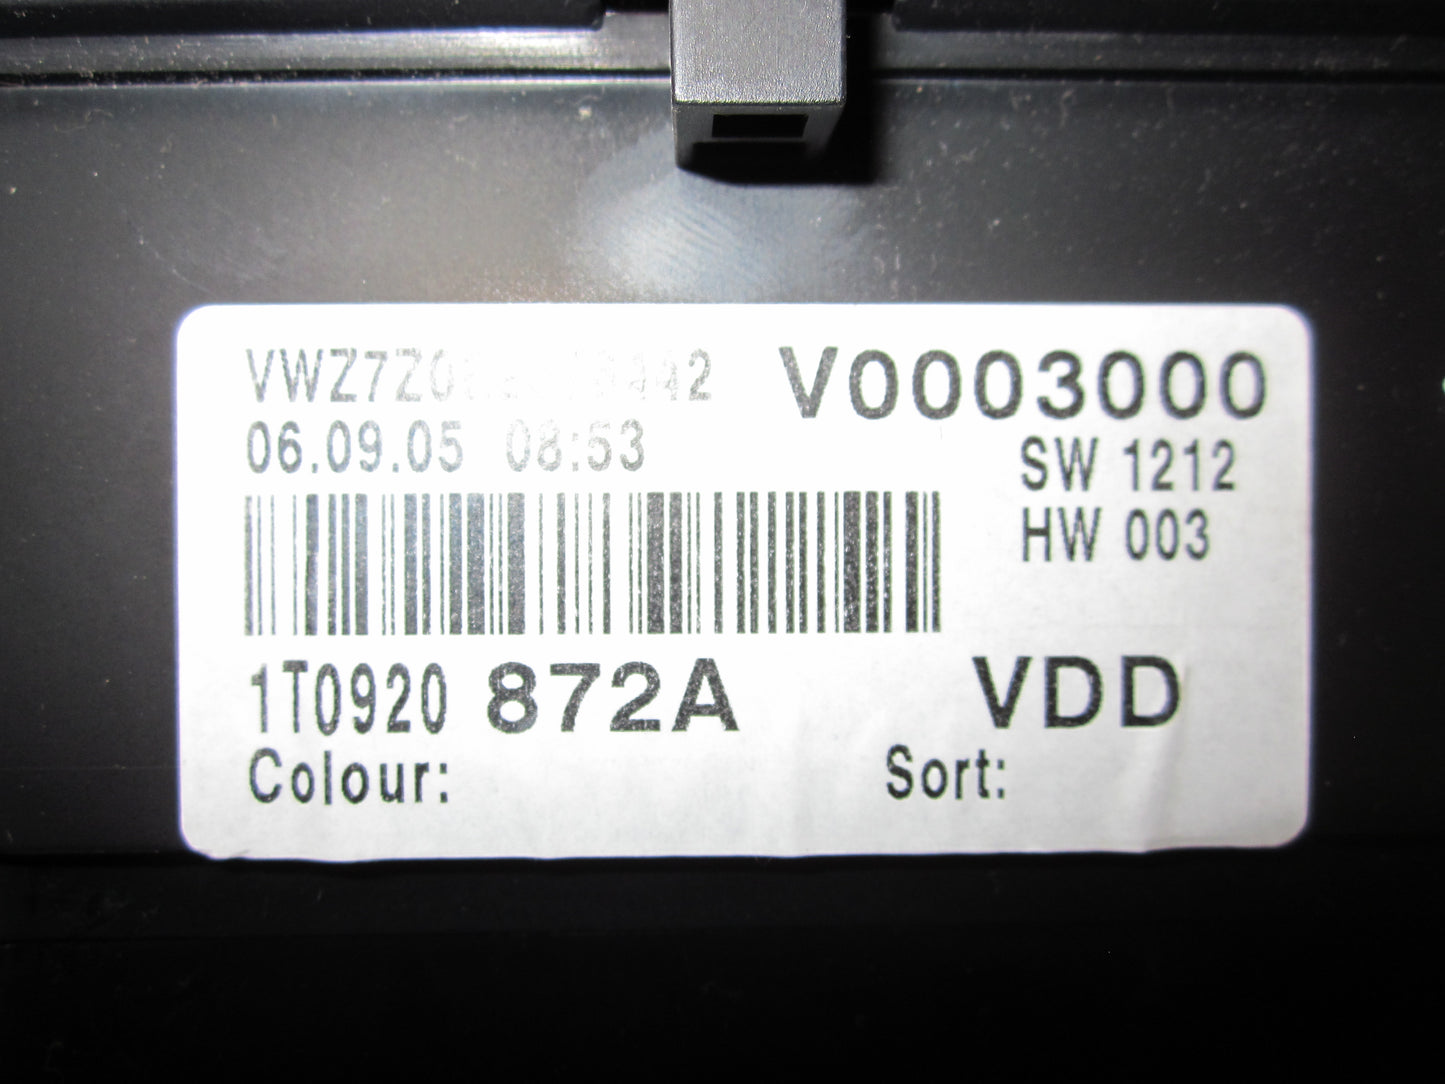 V0003000
06.09.05 08:53
SW 1212
HW 003
1T0920 872A VDD
Colour: Sort: